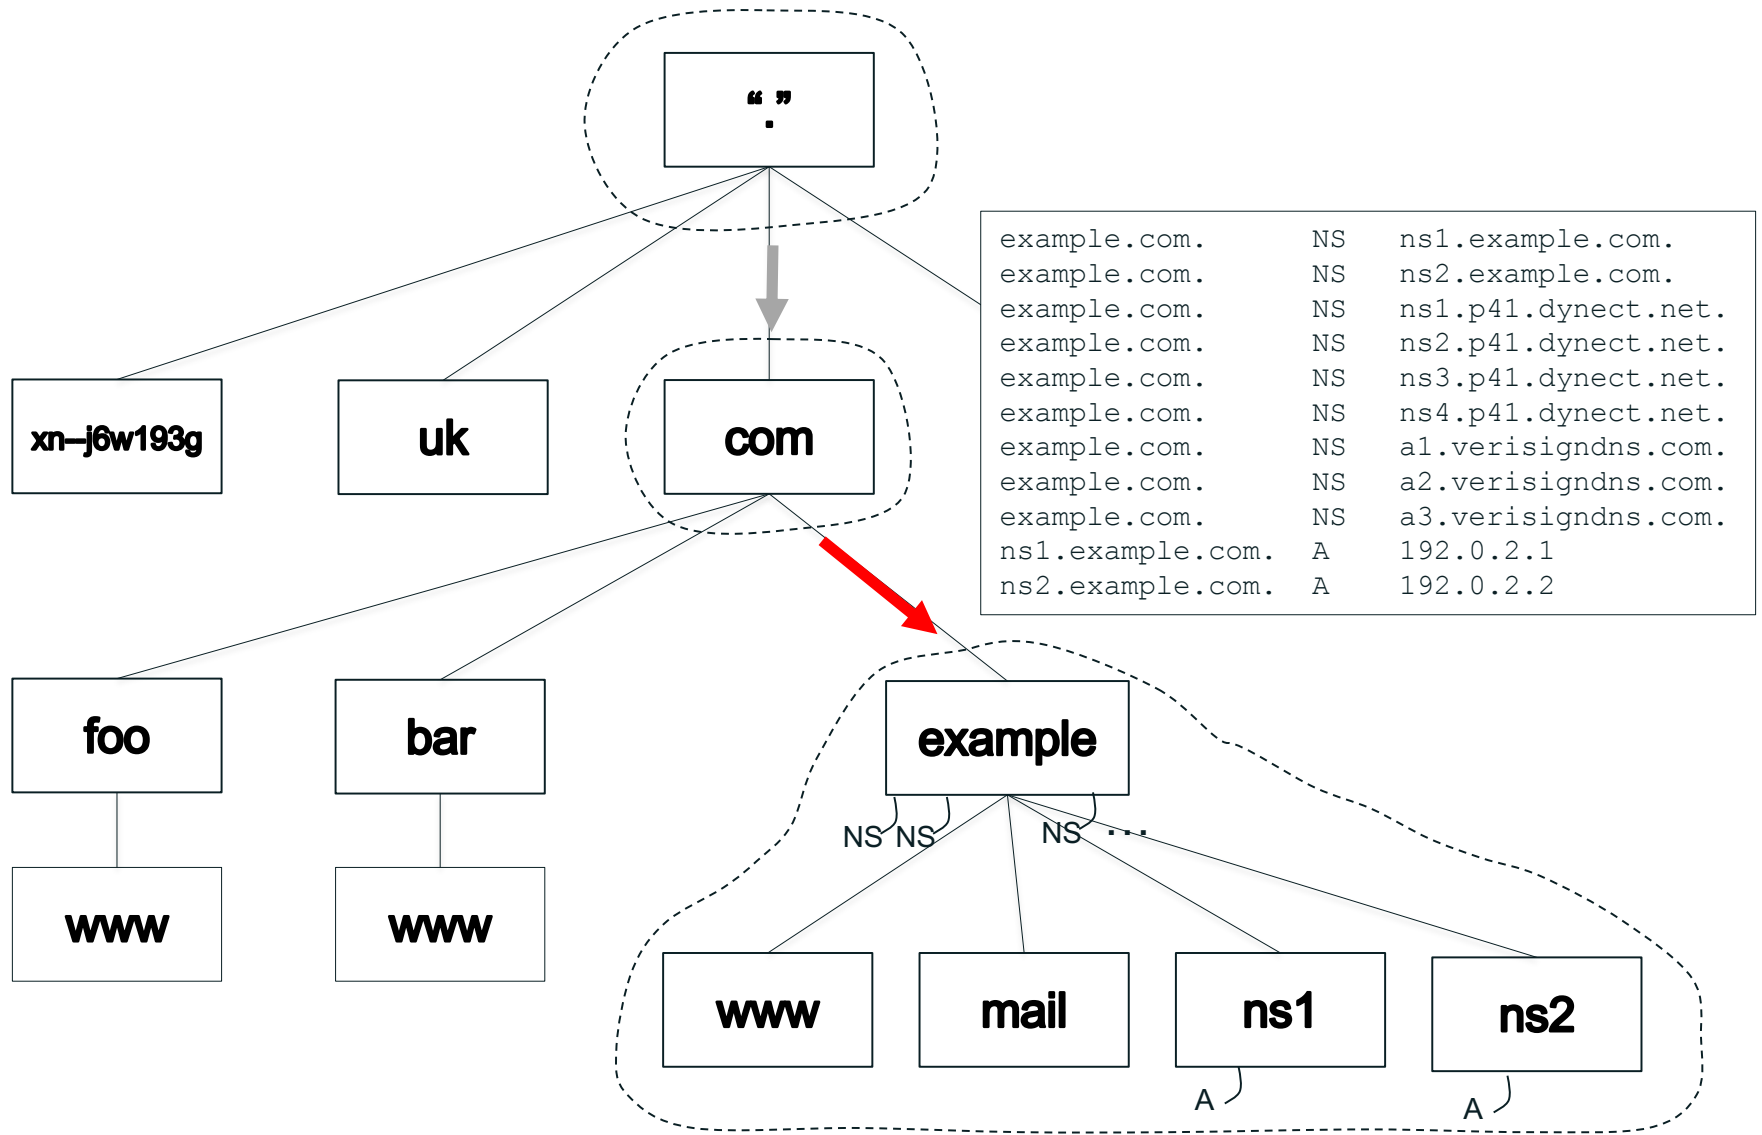 “.”
example.com. NS ns1.example.com.
example.com. NS ns2.example.com.
example.com. NS ns1.p41.dynect.net.
example.com. NS ns2.p41.dynect.net.
example.com. NS ns3.p41.dynect.net.
example.com. NS ns4.p41.dynect.net.
example.com. NS a1.verisigndns.com.
example.com. NS a2.verisigndns.com.
example.com. NS a3.verisigndns.com.
ns1.example.com. A 192.0.2.1
ns2.example.com. A 192.0.2.2
xn--j6w193g
uk
com
foo
bar
example
NS NS NS ...
www
www
www
mail
ns1
ns2
A
A